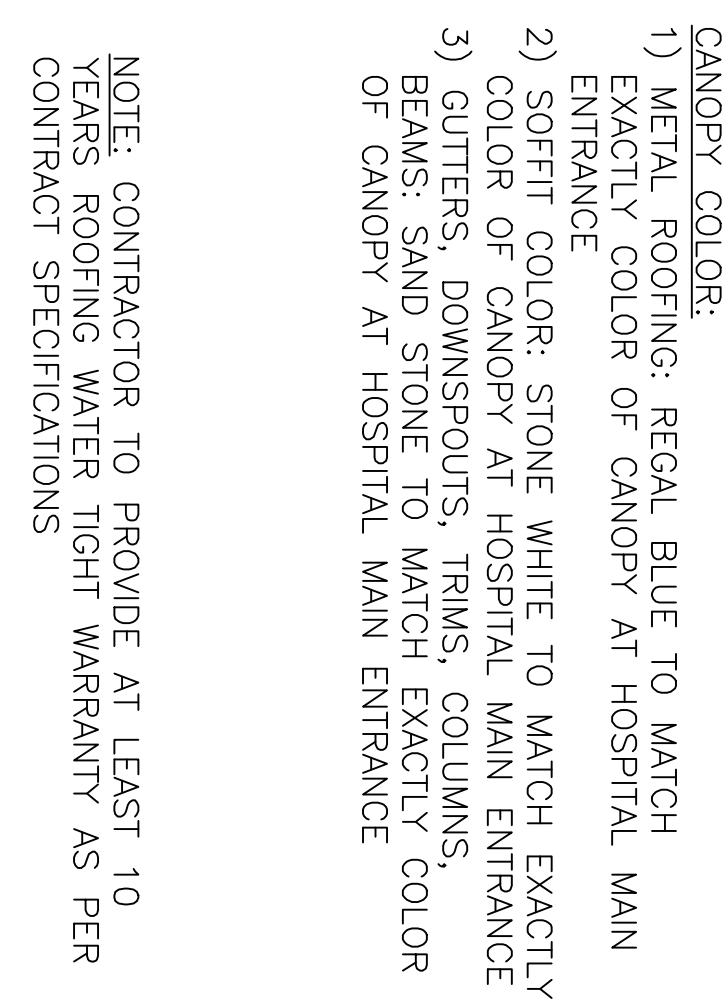 CANOPY COLOR:
1) METAL ROOFING: REGAL BLUE TO MATCH
EXACTLY COLOR OF CANOPY AT HOSPITAL MAIN
ENTRANCE
2) SOFFIT COLOR: STONE WHITE TO MATCH EXACTLY
COLOR OF CANOPY AT HOSPITAL MAIN ENTRANCE
3) GUTTERS, DOWNSPOUTS, TRIMS, COLUMNS,
BEAMS: SAND STONE TO MATCH EXACTLY COLOR
OF CANOPY AT HOSPITAL MAIN ENTRANCE
NOTE: CONTRACTOR TO PROVIDE AT LEAST 10
YEARS ROOFING WATER TIGHT WARRANTY AS PER
CONTRACT SPECIFICATIONS